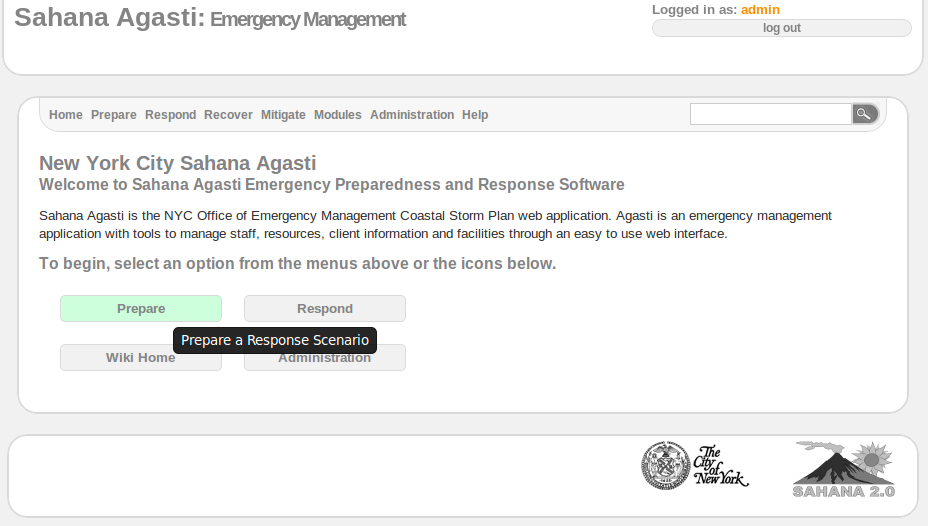 Sahana Agasti: Emergency Management
Logged in as: admin
log out
Home Prepare Respond Recover Mitigate Modules Administration Help
New York City Sahana Agasti
Welcome to Sahana Agasti Emergency Preparedness and Response Software
Sahana Agasti is the NYC Office of Emergency Management Coastal Storm Plan web application. Agasti is an emergency management
application with tools to manage staff, resources, client information and facilities through an easy to use web interface.
To begin, select an option from the menus above or the icons below.
Prepare
Respond
Prepare a Response Scenario
Wiki Home
Administration
The
City
of
New York
SAHANA 2.0